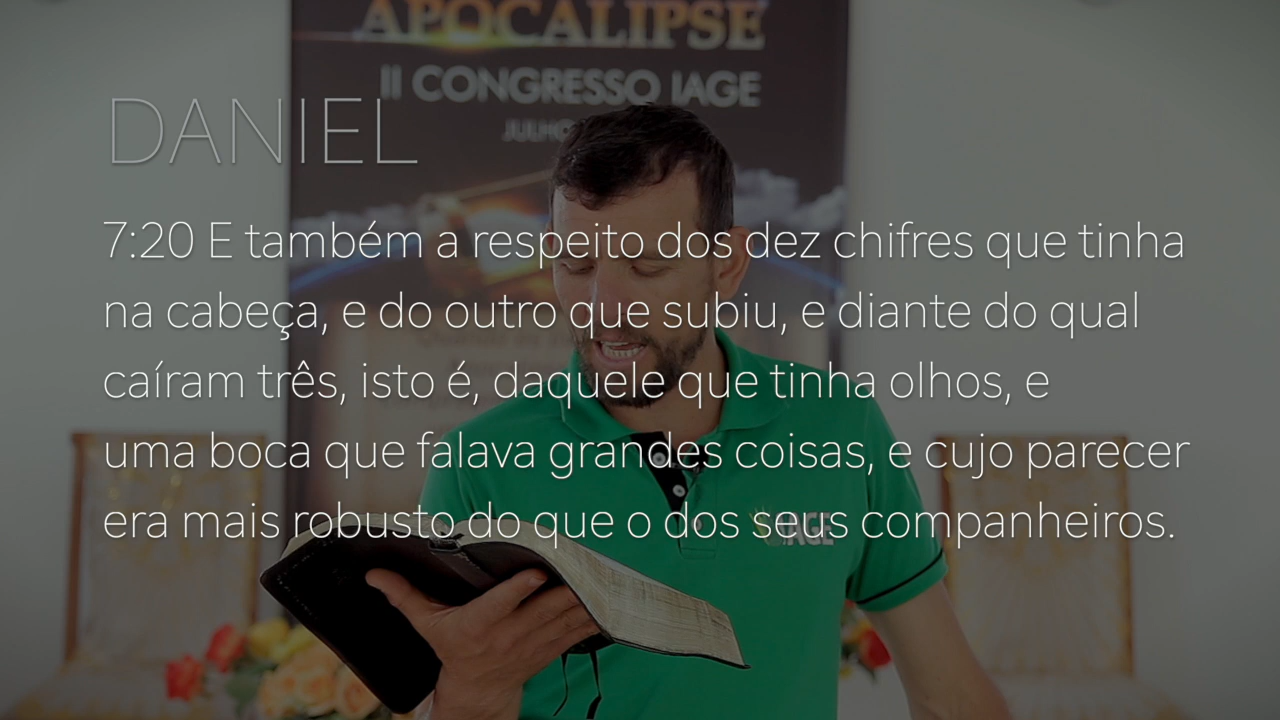 APOCALIPSE
II CONGRESSO IAGE
DANIEL
7:20 E também a respeito dos dez chifres que tinha
na cabeça, e do outro que subiu, e diante do qual
caíram três, isto é, daquele que tinha olhos, e
uma boca que falava grandes coisas, e cujo parecer
era mais robusto do que o dos seus companheiros.
IAGE